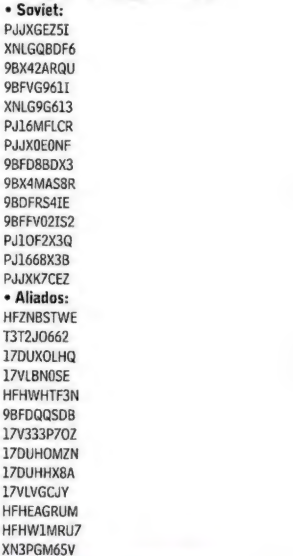 • Soviet:
PJJXGEZ5I
XNLGQBDF6
9BX42ARQU
9BFVG961I
XNLG9G613
PJ16MFLCR
PJJX0EONF
9BFD8BDX3
9BX4MAS8R
9BDFRS4IE
9BFFV02IS2
PJ1OF2X3Q
PJ1668X3B
PJJXK7CEZ
• Aliados:
HFZNBSTWE
T3T2JO662
17DUXOLHQ
17VLBN0SE
HFHWHTF3N
9BFDQQSDB
17V333P7OZ
17DUHOMZN
17DUHHX8A
17VLVGCJY
HFHEAGRUM
HFHW1MRU7
XN3PGM65V